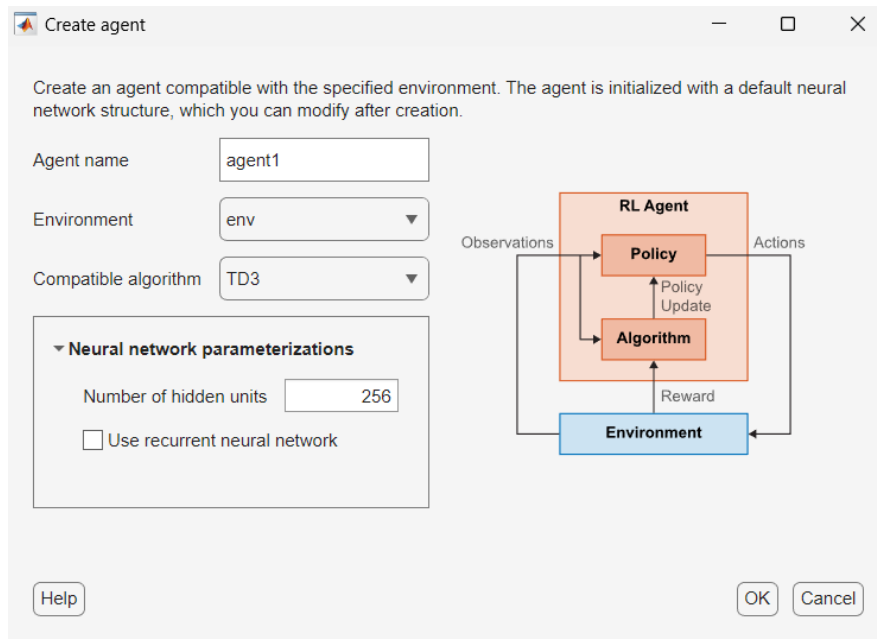 Create agent
Create an agent compatible with the specified environment. The agent is initialized with a default neural
network structure, which you can modify after creation.
Agent name
agent1
Environment
env
Compatible algorithm
TD3
Neural network parameterizations
Number of hidden units
256
Use recurrent neural network
RL Agent
Observations
Policy
Actions
Policy
Update
Algorithm
Reward
Environment
Help
OK
Cancel